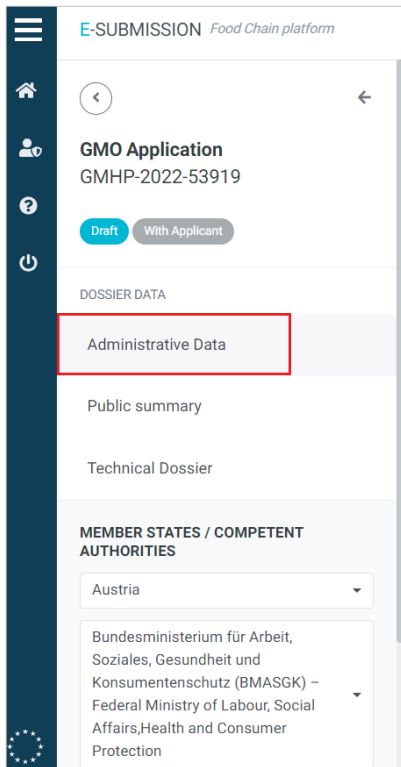 E-SUBMISSION Food Chain platform
GMO Application
GMHP-2022-53919
Draft With Applicant
DOSSIER DATA
Administrative Data
Public summary
Technical Dossier
MEMBER STATES / COMPETENT
AUTHORITIES
Austria
Bundesministerium für Arbeit,
Soziales, Gesundheit und
Konsumentenschutz (BMASGK) –
Federal Ministry of Labour, Social
Affairs,Health and Consumer
Protection